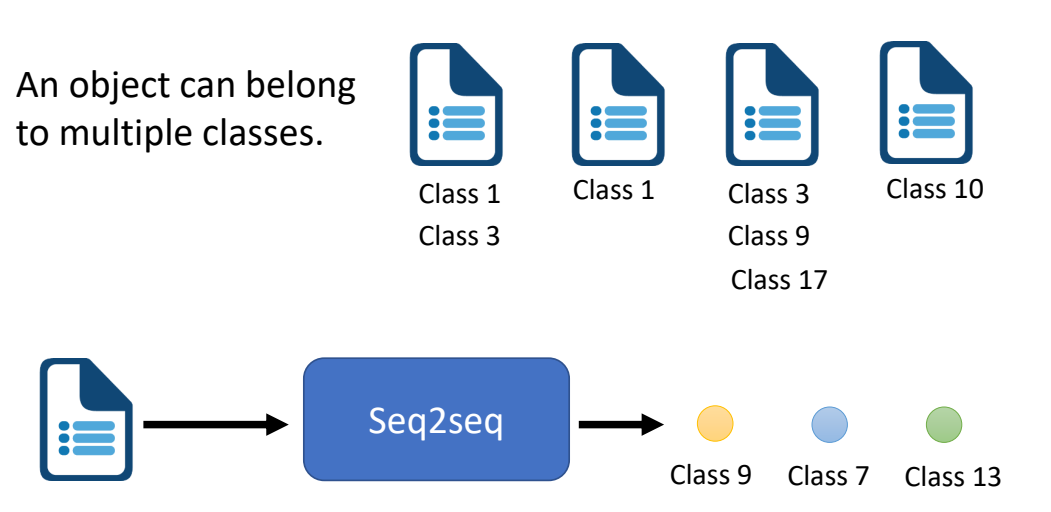 An object can belong
to multiple classes.
Class 1
Class 3
Class 1
Class 3
Class 9
Class 17
Class 10
Seq2seq
Class 9
Class 7
Class 13